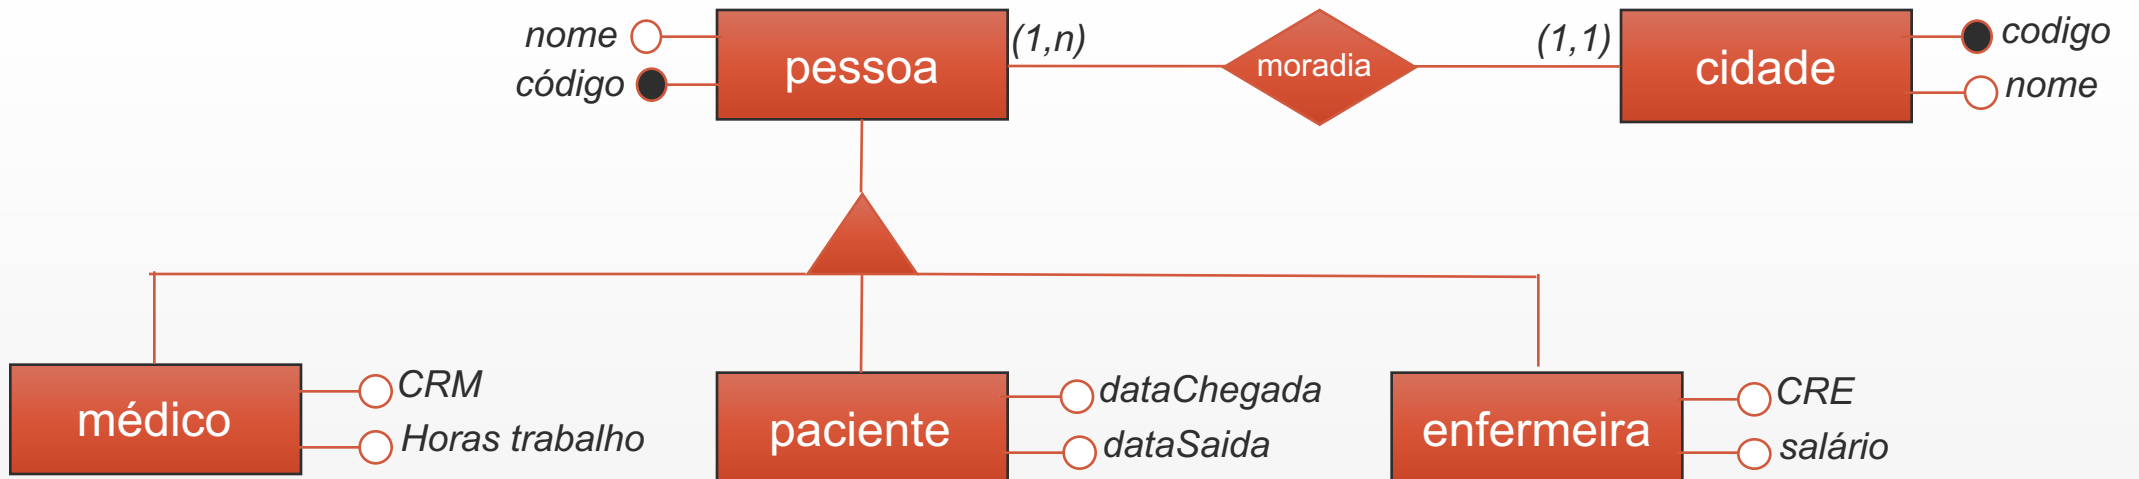 nome
código
pessoa
(1,n)
moradia
(1,1)
cidade
codigo
nome
médico
CRM
Horas trabalho
paciente
dataChegada
dataSaida
enfermeira
CRE
salário